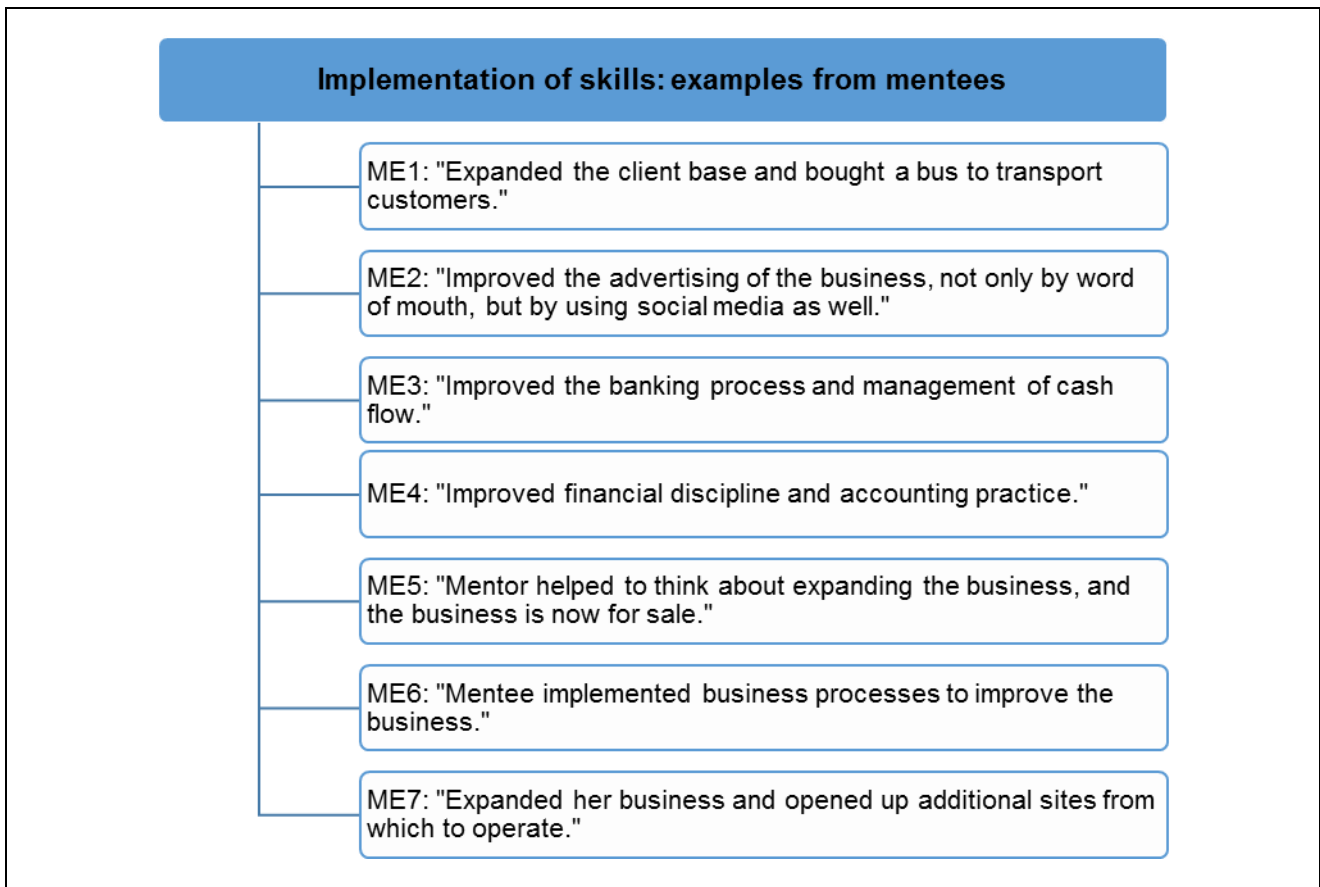 Implementation of skills: examples from mentees
ME1: "Expanded the client base and bought a bus to transport
customers."
ME2: "Improved the advertising of the business, not only by word
of mouth, but by using social media as well."
ME3: "Improved the banking process and management of cash
flow."
ME4: "Improved financial discipline and accounting practice."
ME5: "Mentor helped to think about expanding the business, and
the business is now for sale."
ME6: "Mentee implemented business processes to improve the
business."
ME7: "Expanded her business and opened up additional sites from
which to operate."